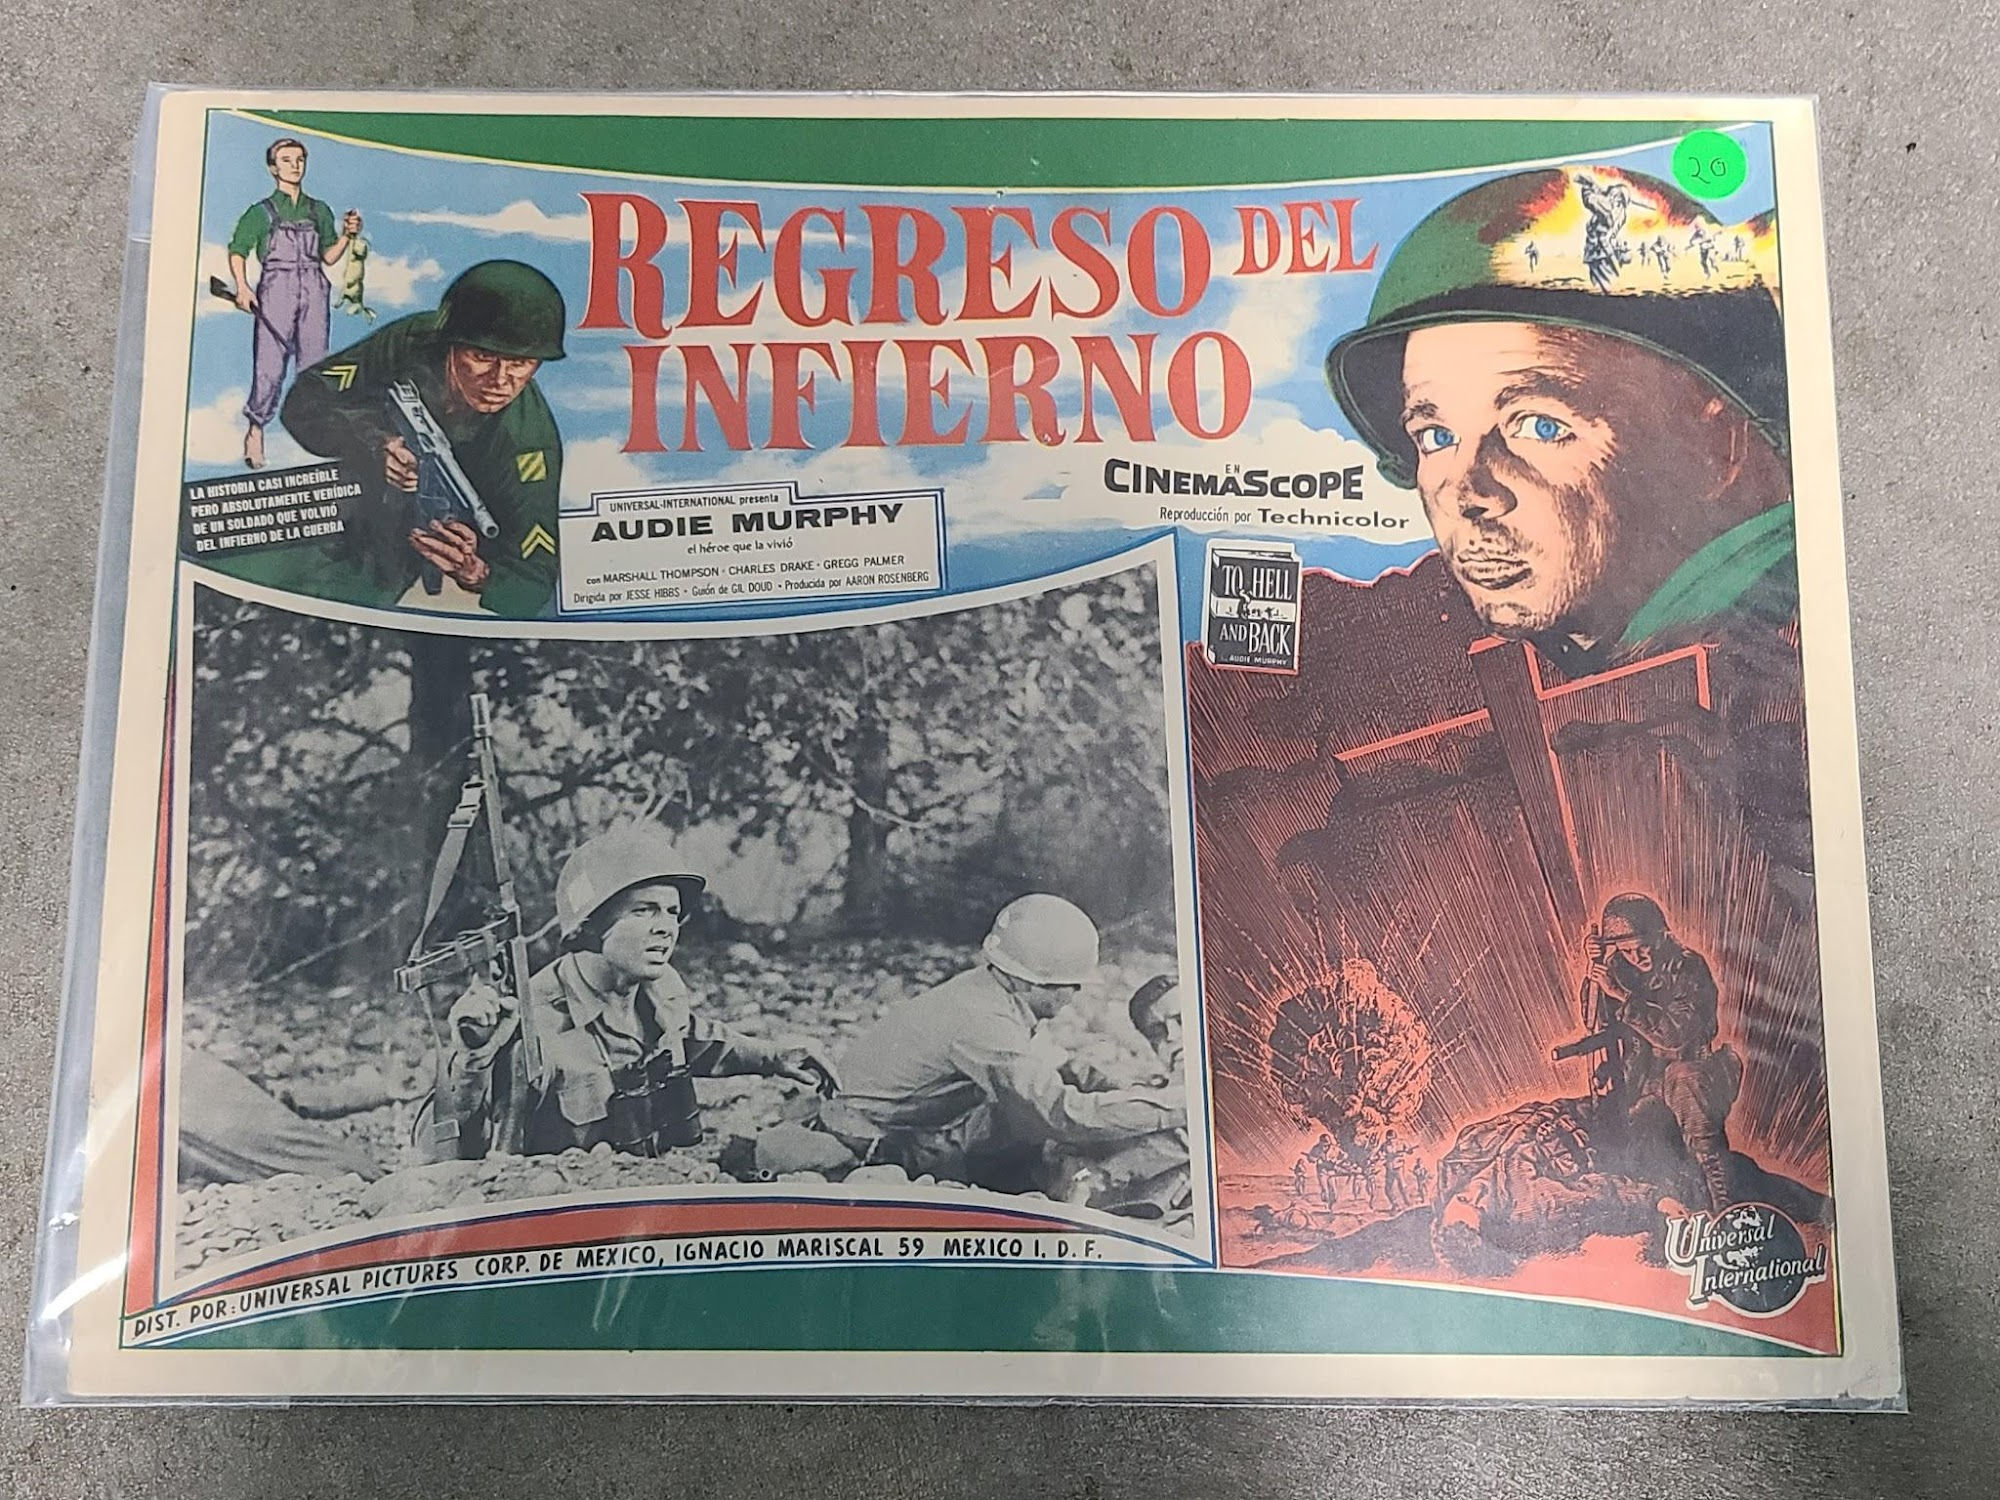 20
REGRESO DEL
INFIERNO
LA HISTORIA CASI INCREÍBLE
PERO ABSOLUTAMENTE VERÍDICA
DE UN SOLDADO QUE VOLVIÓ
DEL INFIERNO DE LA GUERRA
UNIVERSAL-INTERNATIONAL presenta
AUDIE MURPHY
el héroe que la vivió
con MARSHALL THOMPSON · CHARLES DRAKE · GREGG PALMER
Dirigida por JESSE HIBBS · Guión de GIL DOUD · Producida por AARON ROSENBERG
EN
CINEMASCOPE
Reproducción por Technicolor
TO HELL
AND BACK
AUDIE MURPHY
Universal
International
DIST. POR: UNIVERSAL PICTURES CORP. DE MEXICO, IGNACIO MARISCAL 59 MEXICO I. D. F.